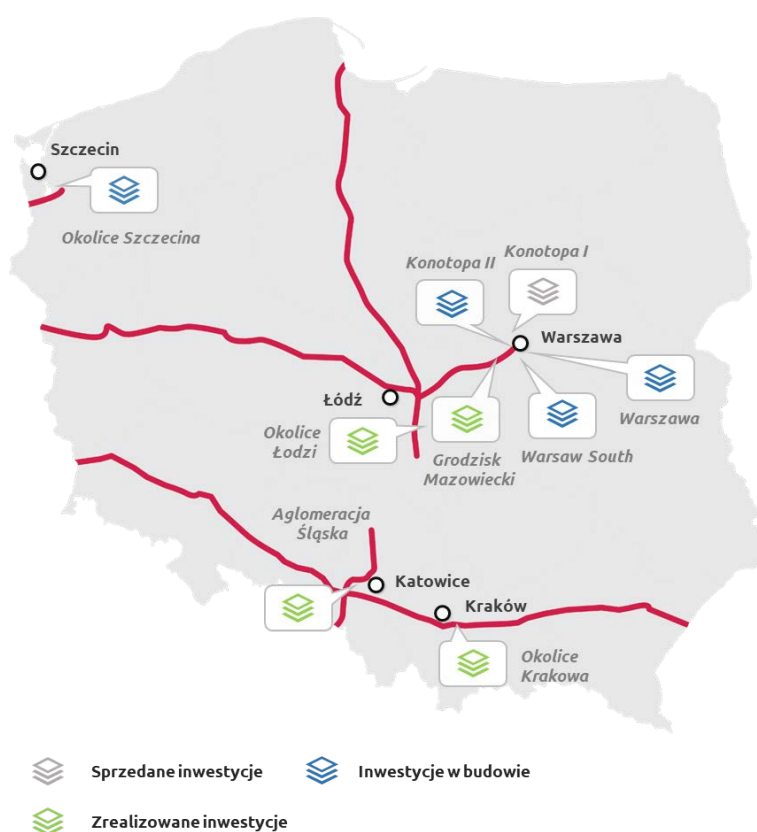 Szczecin
Okolice Szczecina
Konotopa I
Konotopa II
Warszawa
Łódź
Warszawa
Okolice
Łodzi
Grodzisk
Mazowiecki
Warsaw South
Aglomeracja
Śląska
Katowice
Kraków
Okolice
Krakowa
Sprzedane inwestycje
Inwestycje w budowie
Zrealizowane inwestycje